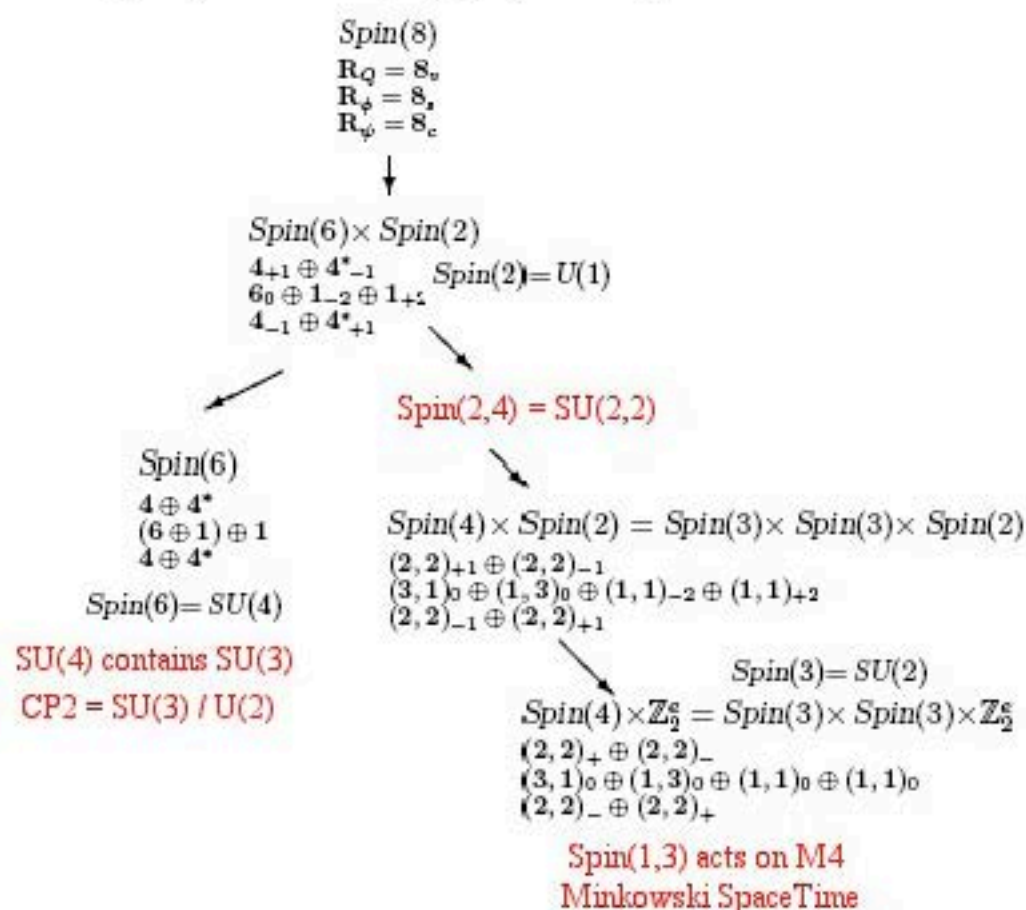 Spin(8)
R_Q = 8_v
R_ϕ = 8_s
R_ψ = 8_c
Spin(6)× Spin(2)
4_{+1} ⊕ 4*_{−1}
Spin(2)=U(1)
6_0 ⊕ 1_{−2} ⊕ 1_{+2}
4_{−1} ⊕ 4*_{+1}
Spin(2,4) = SU(2,2)
Spin(6)
4 ⊕ 4*
(6 ⊕ 1) ⊕ 1
4 ⊕ 4*
Spin(6)= SU(4)
SU(4) contains SU(3)
CP2 = SU(3) / U(2)
Spin(4)× Spin(2) = Spin(3)× Spin(3)× Spin(2)
(2,2)_{+1} ⊕ (2,2)_{−1}
(3,1)_0 ⊕ (1,3)_0 ⊕ (1,1)_{−2} ⊕ (1,1)_{+2}
(2,2)_{−1} ⊕ (2,2)_{+1}
Spin(3)= SU(2)
Spin(4)×ℤ_2^e = Spin(3)× Spin(3)×ℤ_2^e
(2,2)_+ ⊕ (2,2)_−
(3,1)_0 ⊕ (1,3)_0 ⊕ (1,1)_0 ⊕ (1,1)_0
(2,2)_− ⊕ (2,2)_+
Spin(1,3) acts on M4
Minkowski SpaceTime